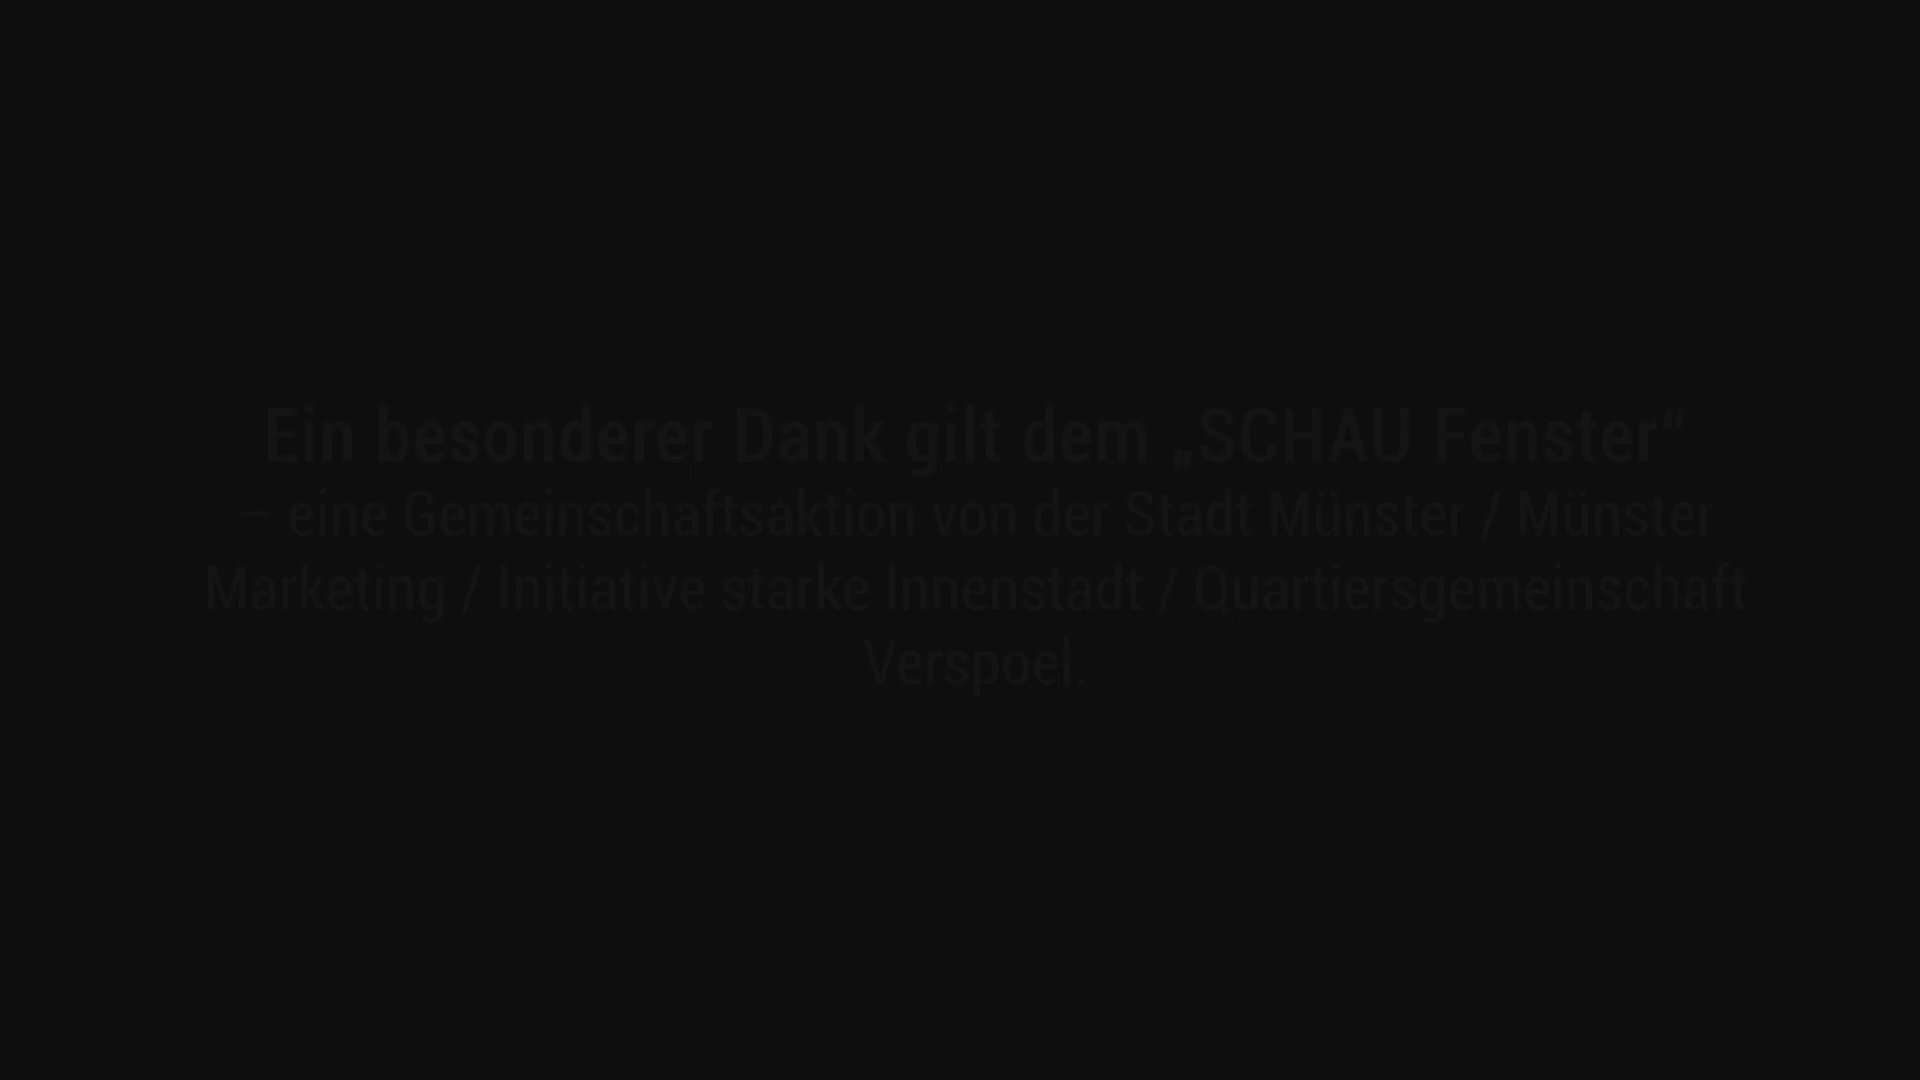 Ein besonderer Dank gilt dem „SCHAU Fenster“
– eine Gemeinschaftsaktion von der Stadt Münster / Münster
Marketing / Initiative starke Innenstadt / Quartiersgemeinschaft
Verspoel.